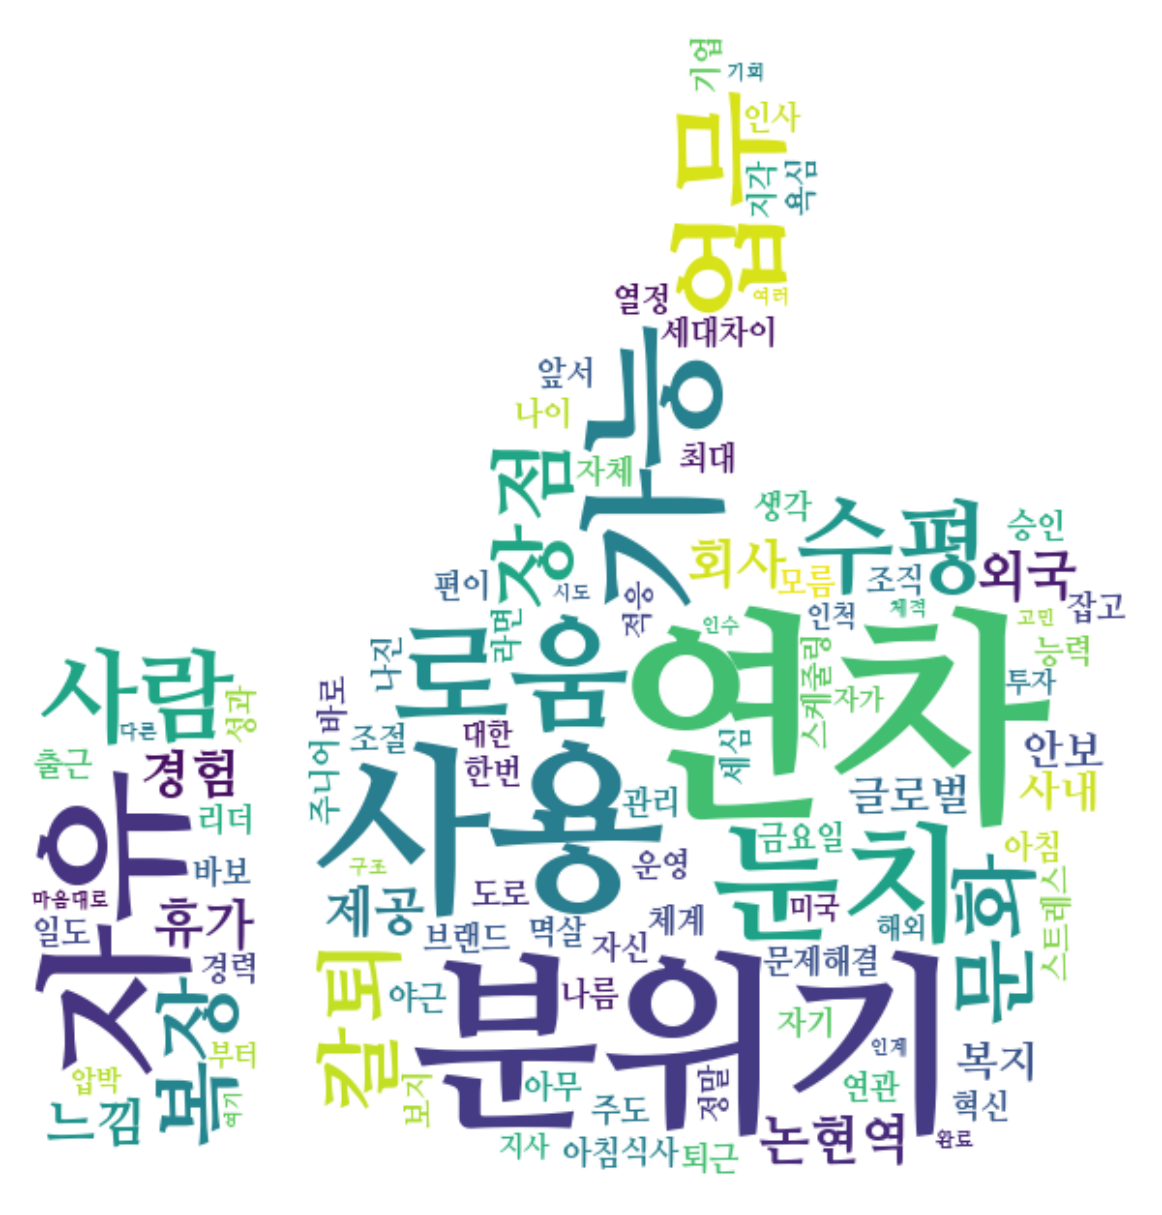 기업
기회
업무
인사
지각
욕심
여러
열정
세대차이
가능
앞서
나이
최대
장점
자체
생각
수평
승인
회사
모름
조직
외국
잡고
편이
시도
적응
인척
체격
고민
라면
로움
인수
연차
능력
나진
사람
성과
다른
바로
스케줄링
자가
투자
조절
대한
세심
안보
출근
경험
주니어
사용
한번
관리
글로벌
사내
자유
리더
금요일
아침
눈치
바보
구조
운영
문화
스트레스
마음대로
휴가
제공
도로
미국
일도
브랜드
멱살
자신
체계
해외
경력
칼퇴
야근
분위기
나름
문제해결
복장
자기
부터
인계
복지
압박
아무
정말
연관
혁신
여기
보지
주도
느낌
논현역
완료
지사
아침식사
퇴근